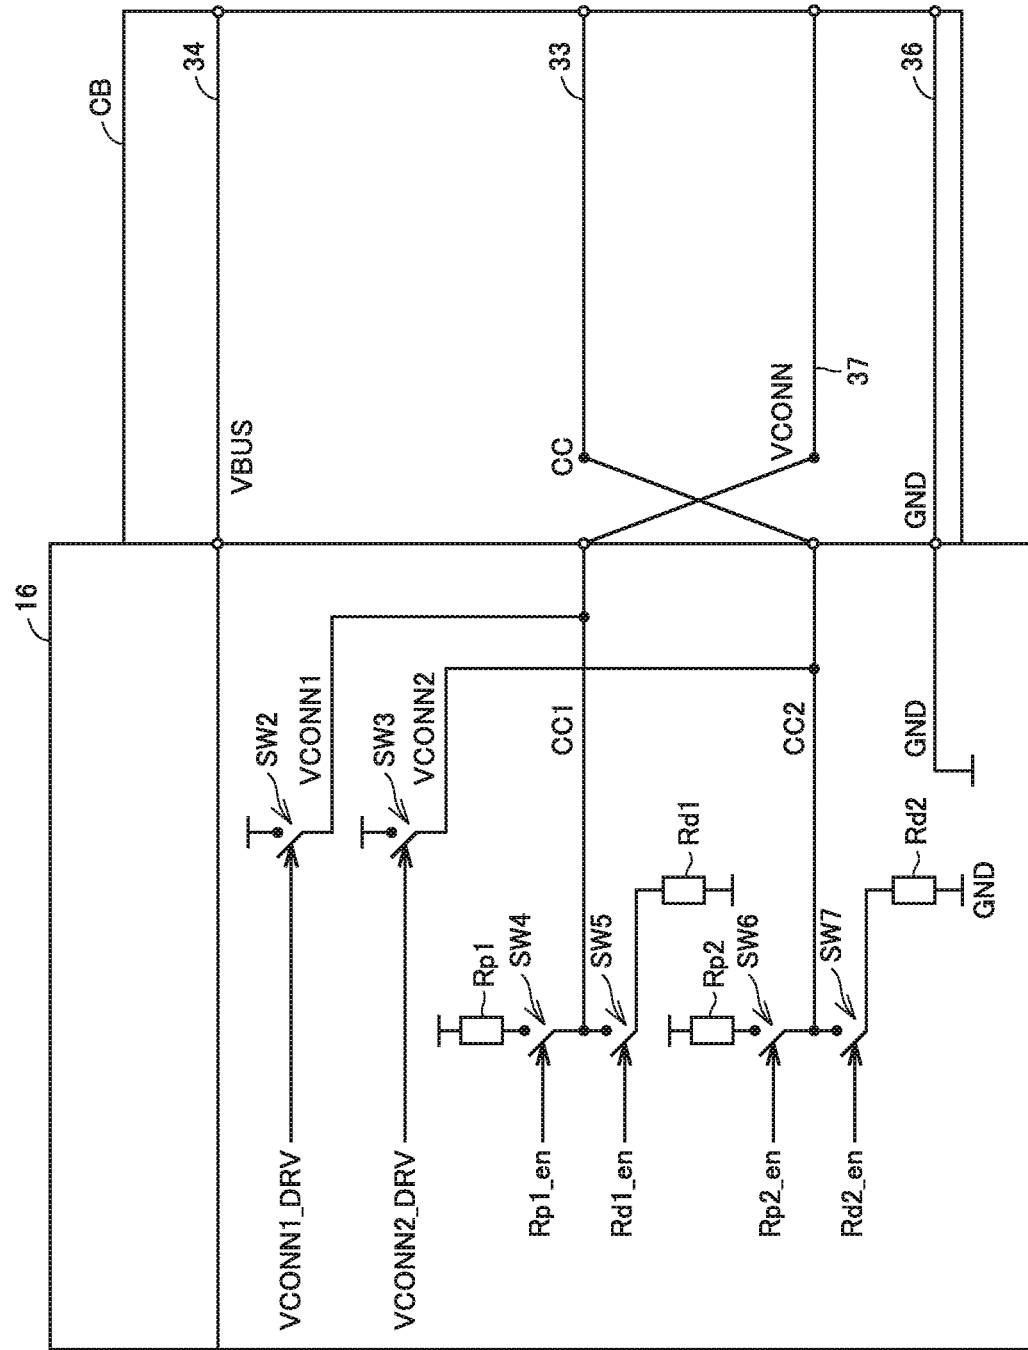 CB
34
33
36
VBUS
CC
VCONN
37
GND
16
SW2
VCONN1
SW3
VCONN2
CC1
CC2
GND
Rp1
SW4
SW5
Rd1
Rp2
SW6
SW7
Rd2
GND
VCONN1_DRV
VCONN2_DRV
Rp1_en
Rd1_en
Rp2_en
Rd2_en